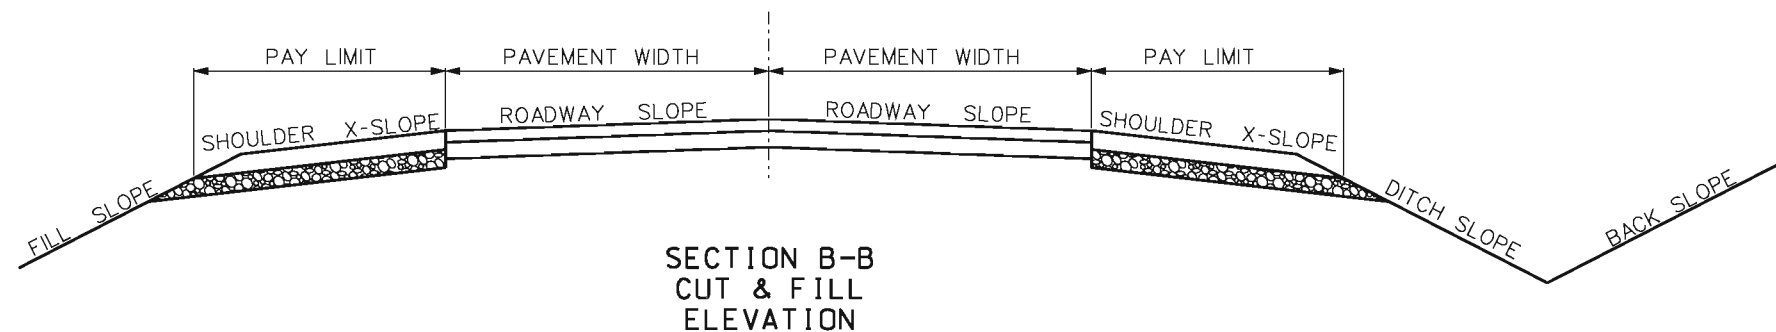 PAY LIMIT PAVEMENT WIDTH PAVEMENT WIDTH PAY LIMIT
SHOULDER X-SLOPE ROADWAY SLOPE ROADWAY SLOPE SHOULDER X-SLOPE
FILL SLOPE DITCH SLOPE BACK SLOPE
SECTION B-B
CUT & FILL
ELEVATION